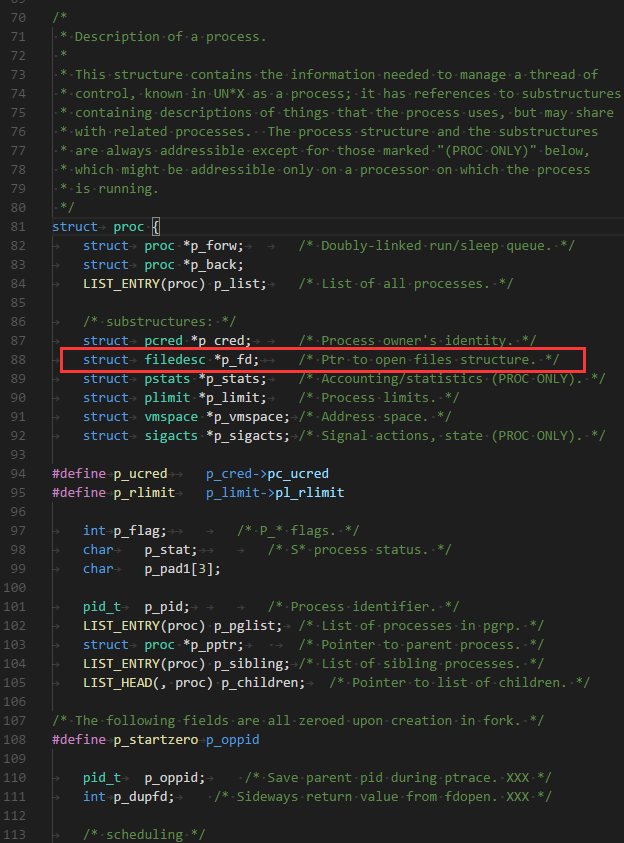 70 /*
71  * Description of a process.
72  *
73  * This structure contains the information needed to manage a thread of
74  * control, known in UN*X as a process; it has references to substructures
75  * containing descriptions of things that the process uses, but may share
76  * with related processes.  The process structure and the substructures
77  * are always addressible except for those marked "(PROC ONLY)" below,
78  * which might be addressible only on a processor on which the process
79  * is running.
80  */
81 struct proc {
82 struct proc *p_forw; /* Doubly-linked run/sleep queue. */
83 struct proc *p_back;
84 LIST_ENTRY(proc) p_list; /* List of all processes. */
85
86 /* substructures: */
87 struct pcred *p_cred; /* Process owner's identity. */
88 struct filedesc *p_fd; /* Ptr to open files structure. */
89 struct pstats *p_stats; /* Accounting/statistics (PROC ONLY). */
90 struct plimit *p_limit; /* Process limits. */
91 struct vmspace *p_vmspace; /* Address space. */
92 struct sigacts *p_sigacts; /* Signal actions, state (PROC ONLY). */
93
94 #define p_ucred p_cred->pc_ucred
95 #define p_rlimit p_limit->pl_rlimit
96
97 int p_flag; /* P_* flags. */
98 char p_stat; /* S* process status. */
99 char p_pad1[3];
100
101 pid_t p_pid; /* Process identifier. */
102 LIST_ENTRY(proc) p_pglist; /* List of processes in pgrp. */
103 struct proc *p_pptr; /* Pointer to parent process. */
104 LIST_ENTRY(proc) p_sibling; /* List of sibling processes. */
105 LIST_HEAD(, proc) p_children; /* Pointer to list of children. */
106
107 /* The following fields are all zeroed upon creation in fork. */
108 #define p_startzero p_oppid
109
110 pid_t p_oppid; /* Save parent pid during ptrace. XXX */
111 int p_dupfd; /* Sideways return value from fdopen. XXX */
112
113 /* scheduling */